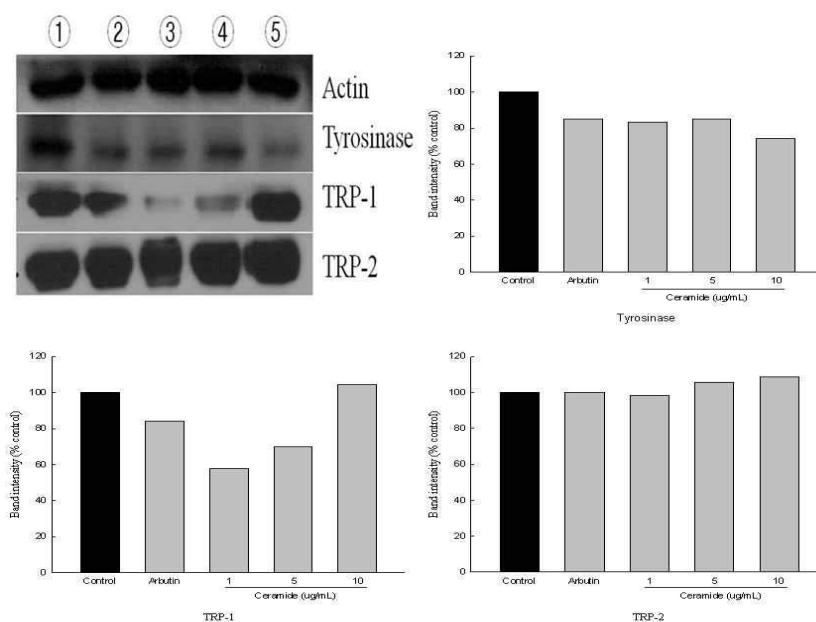 ① ② ③ ④ ⑤
Actin
Tyrosinase
TRP-1
TRP-2
Band intensity (% control)
120
100
80
60
40
20
0
Control Arbutin 1 5 10
Ceramide (ug/mL)
Tyrosinase
Band intensity (% control)
120
100
80
60
40
20
0
Control Arbutin 1 5 10
Ceramide (ug/mL)
TRP-1
Band intensity (% control)
120
100
80
60
40
20
0
Control Arbutin 1 5 10
Ceramide (ug/mL)
TRP-2